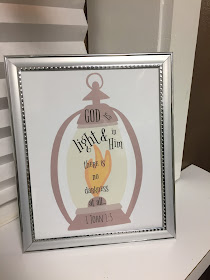 GOD is
light & in
Him
there is
no
darkness
at all.
1 JOHN 1:5